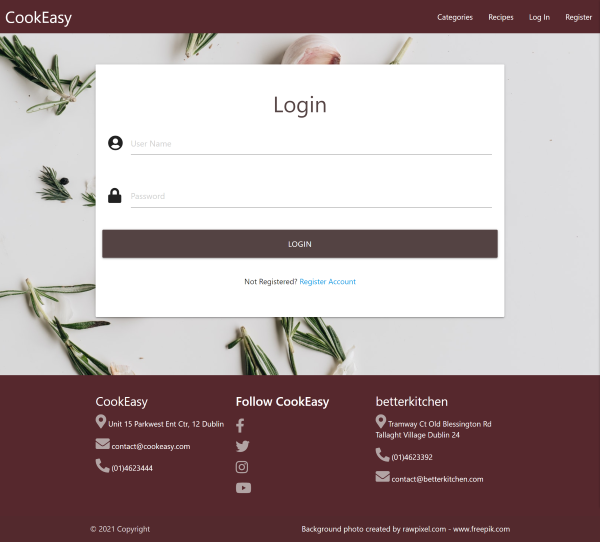 CookEasy
Categories Recipes Log In Register
Login
User Name
Password
LOGIN
Not Registered? Register Account
CookEasy
Unit 15 Parkwest Ent Ctr, 12 Dublin
contact@cookeasy.com
(01)4623444
Follow CookEasy
betterkitchen
Tramway Ct Old Blessington Rd
Tallaght Village Dublin 24
(01)4623392
contact@betterkitchen.com
© 2021 Copyright
Background photo created by rawpixel.com - www.freepik.com